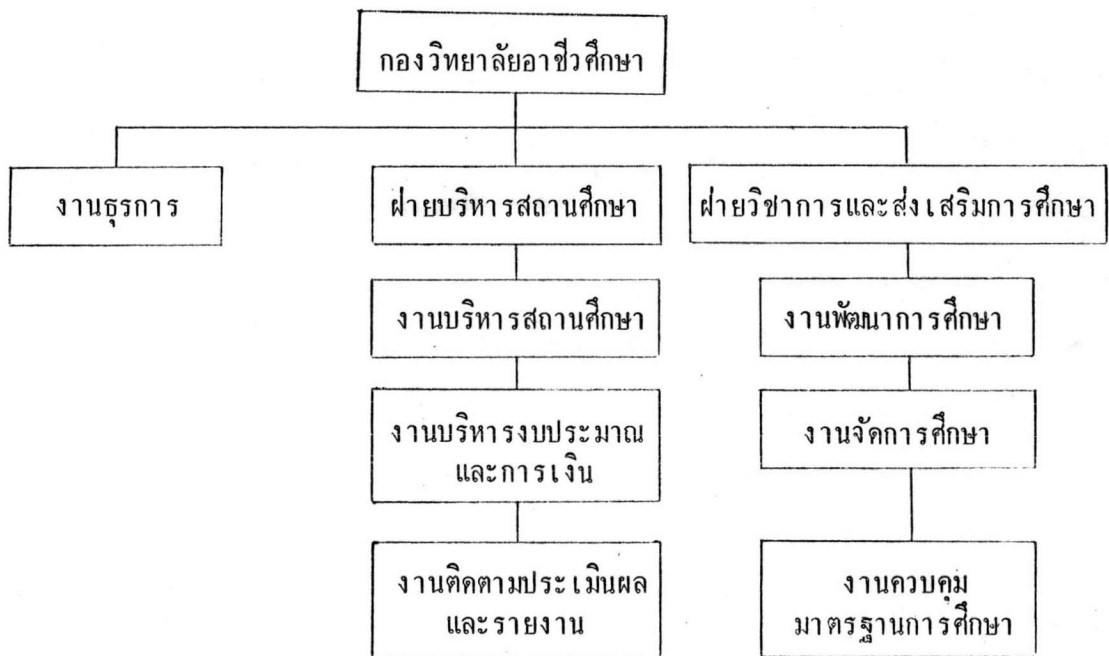 กองวิทยาลัยอาชีวศึกษา
งานธุรการ
ฝ่ายบริหารสถานศึกษา
ฝ่ายวิชาการและส่งเสริมการศึกษา
งานบริหารสถานศึกษา
งานพัฒนาการศึกษา
งานบริหารงบประมาณ
และการเงิน
งานจัดการศึกษา
งานติดตามประเมินผล
และรายงาน
งานควบคุม
มาตรฐานการศึกษา